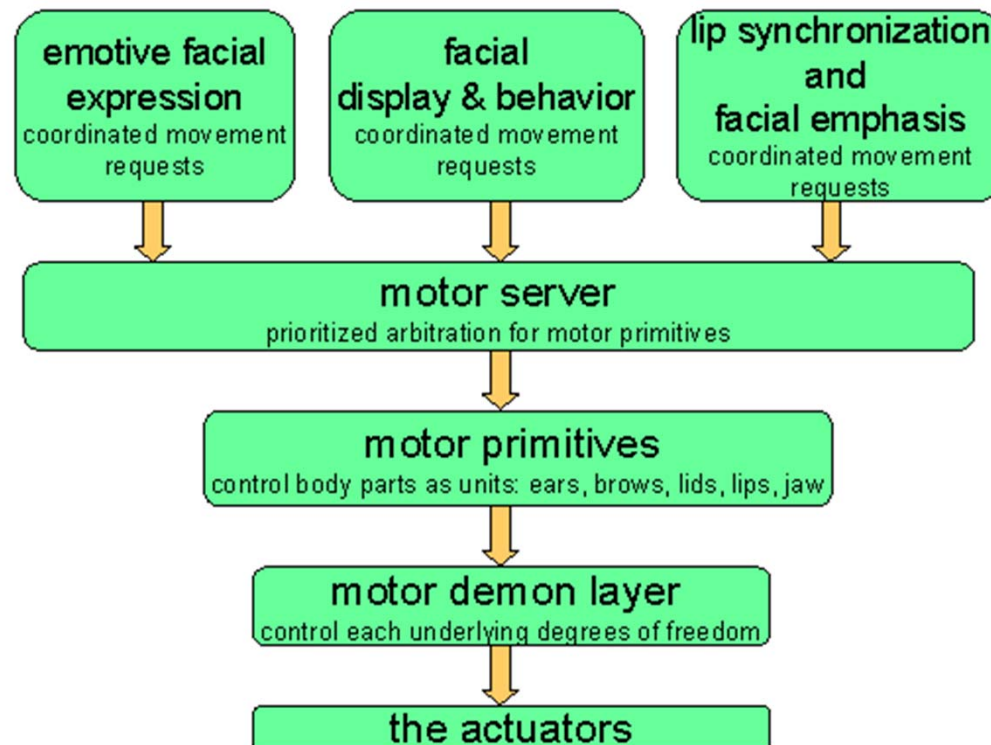 emotive facial
expression
coordinated movement
requests
facial
display & behavior
coordinated movement
requests
lip synchronization
and
facial emphasis
coordinated movement
requests
motor server
prioritized arbitration for motor primitives
motor primitives
control body parts as units: ears, brows, lids, lips, jaw
motor demon layer
control each underlying degrees of freedom
the actuators